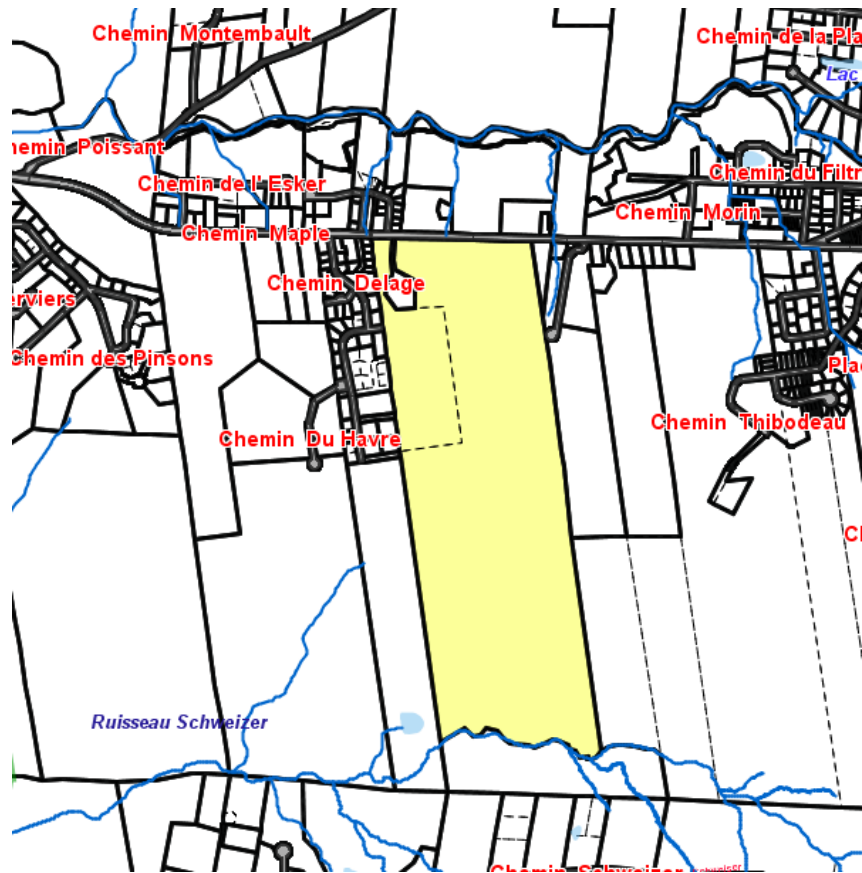 Chemin Montembault
Chemin de la Pla
Lac
hemin Poissant
Chemin de l' Esker
Chemin du Filtr
Chemin Morin
Chemin Maple
Chemin Delage
erviers
Chemin des Pinsons
Plac
Chemin Thibodeau
Chemin Du Havre
Ch
Ruisseau Schweizer
Chemin Schweizer